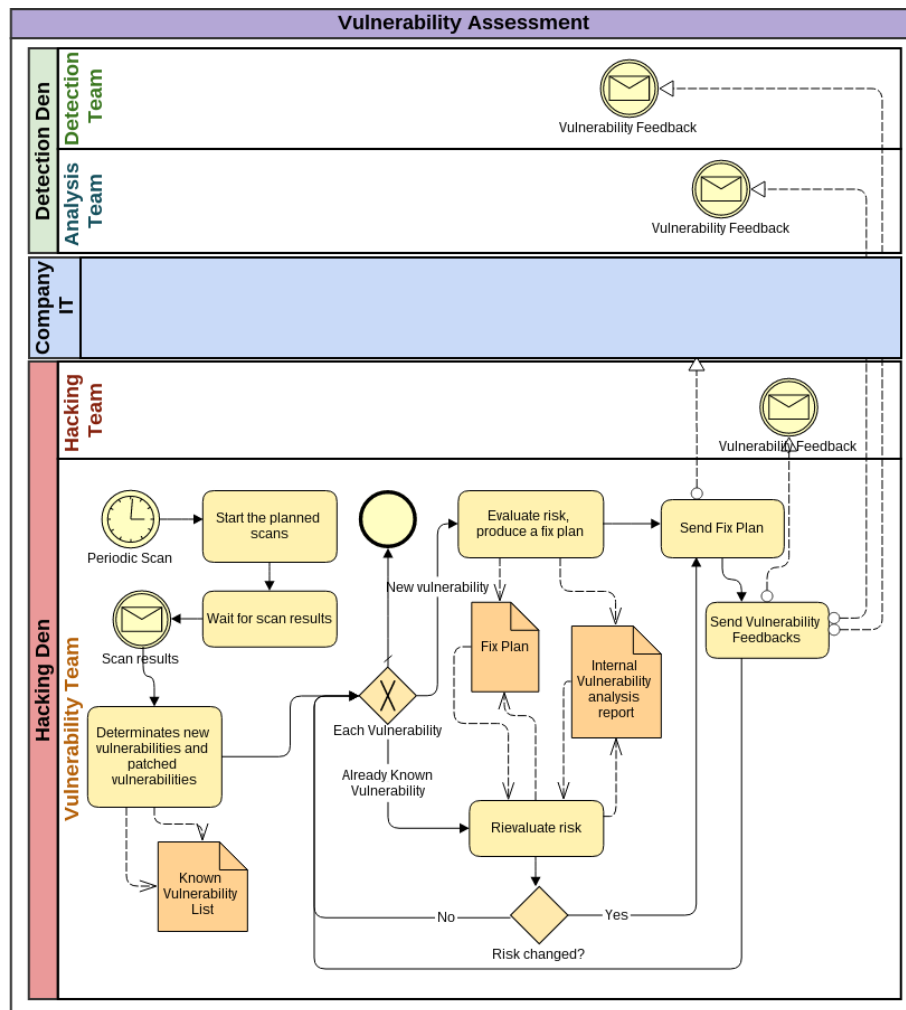 Vulnerability Assessment
Detection Den
Detection
Team
Vulnerability Feedback
Analysis
Team
Vulnerability Feedback
Company
IT
Hacking Den
Hacking
Team
Vulnerability Feedback
Vulnerability Team
Periodic Scan
Start the planned
scans
Wait for scan results
Scan results
Determinates new
vulnerabilities and
patched
vulnerabilities
Known
Vulnerability
List
Each Vulnerability
New vulnerability
Already Known
Vulnerability
Evaluate risk,
produce a fix plan
Fix Plan
Internal
Vulnerability
analysis
report
Rievaluate risk
Risk changed?
No
Yes
Send Fix Plan
Send Vulnerability
Feedbacks